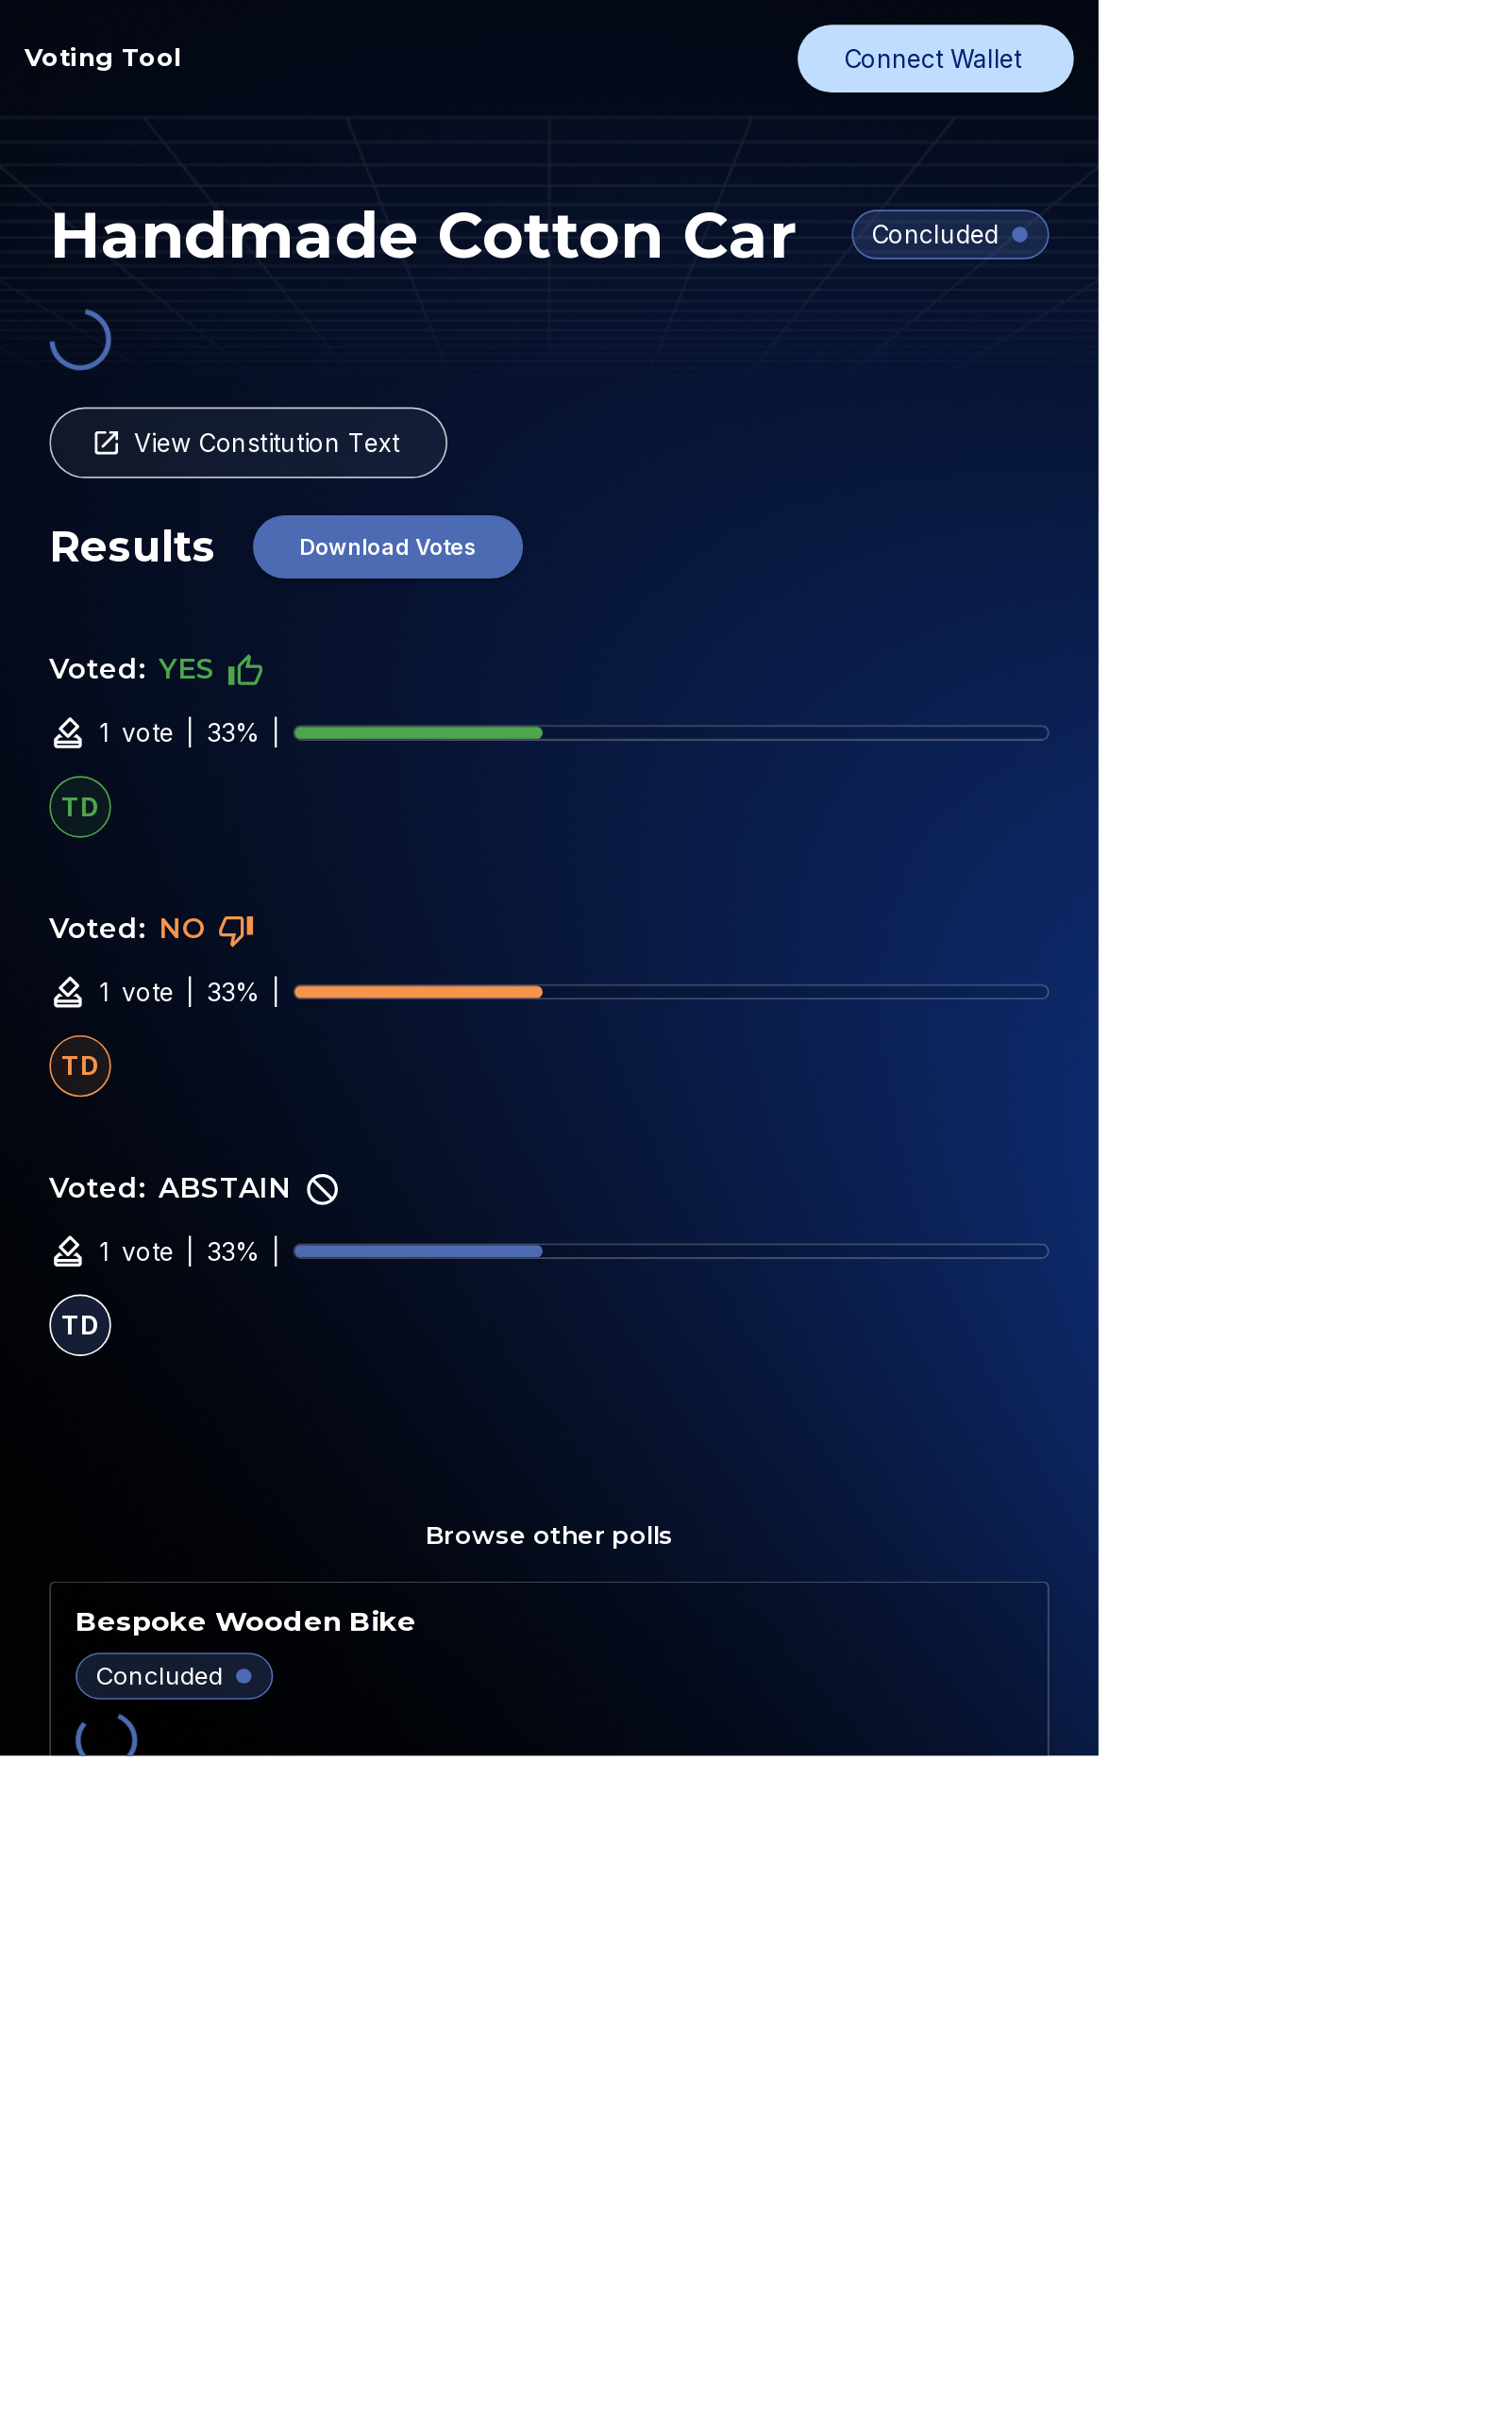 Voting Tool
Connect Wallet
Handmade Cotton Car
Concluded
View Constitution Text
Results
Download Votes
Voted: YES
1 vote | 33% |
TD
Voted: NO
1 vote | 33% |
TD
Voted: ABSTAIN
1 vote | 33% |
TD
Browse other polls
Bespoke Wooden Bike
Concluded